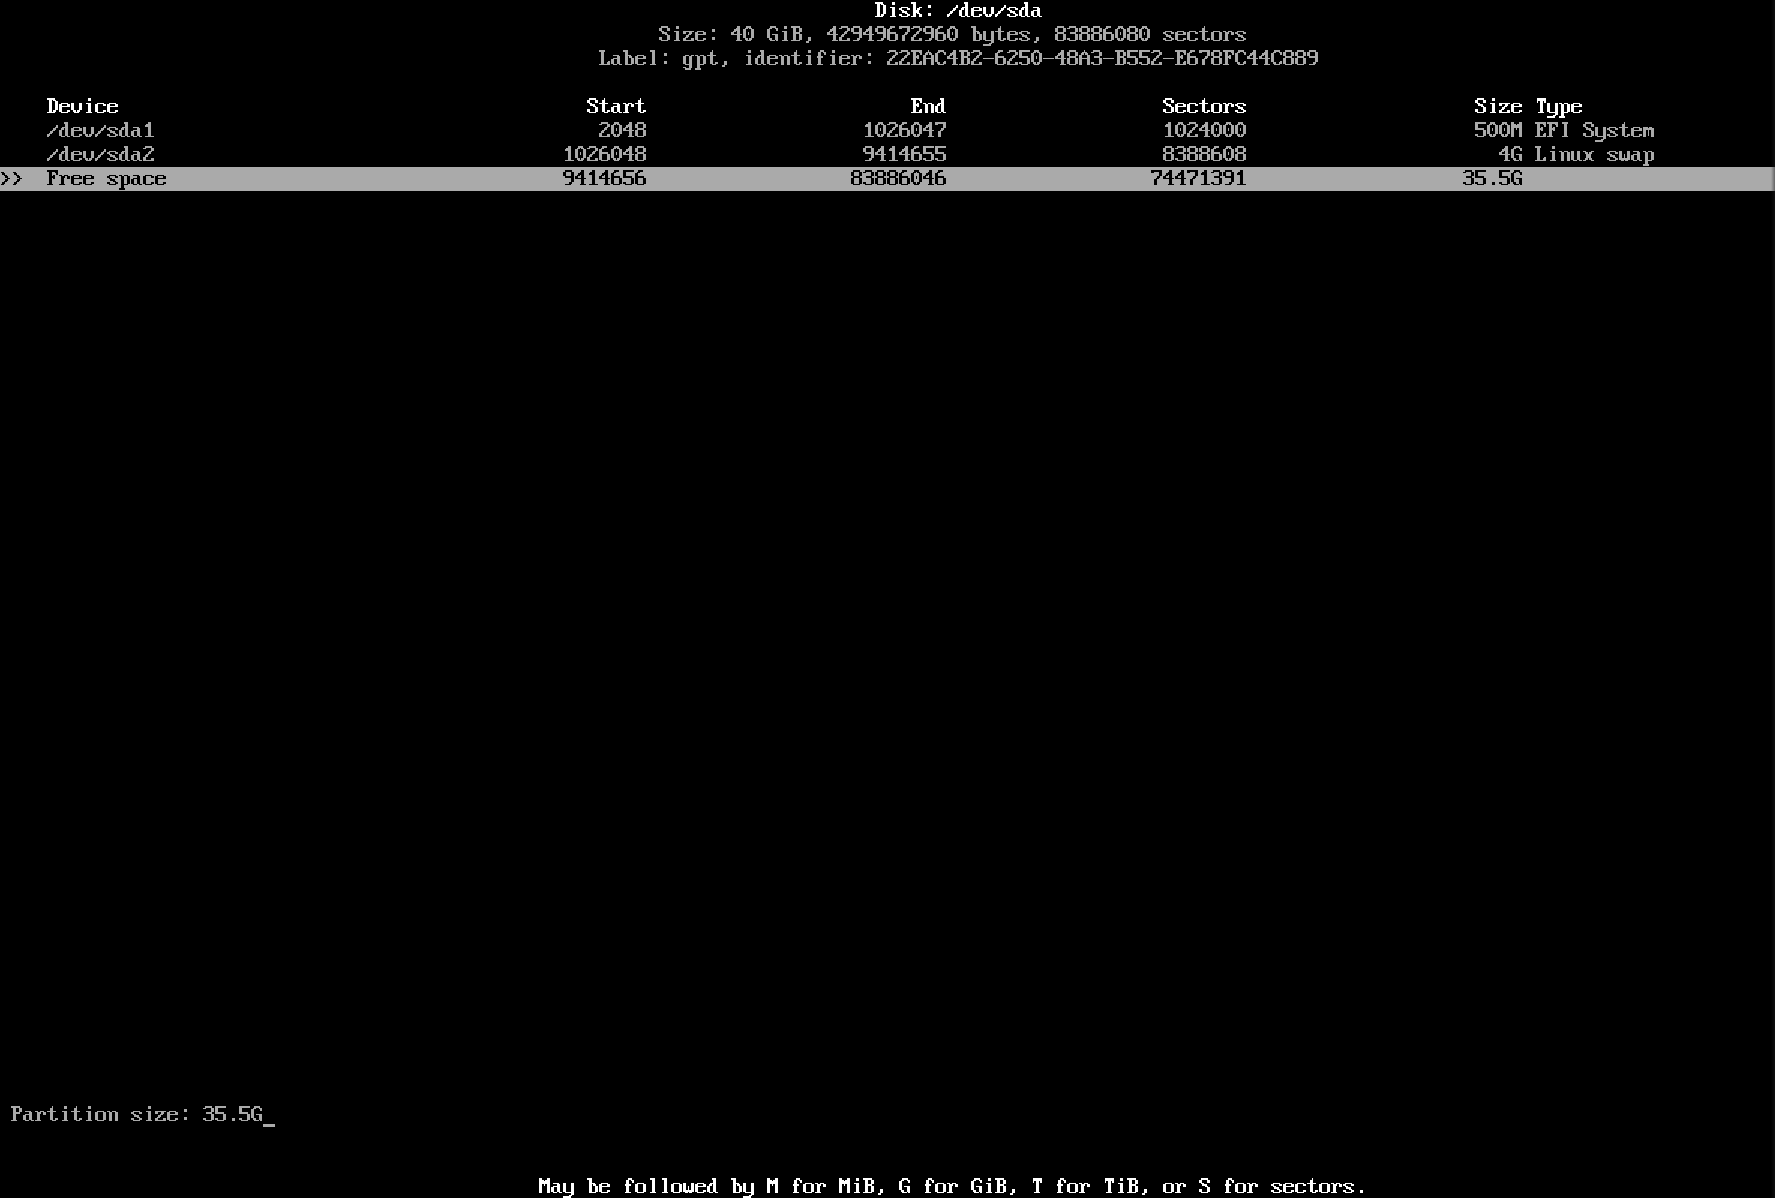 Disk: /dev/sda
Size: 40 GiB, 42949672960 bytes, 83886080 sectors
Label: gpt, identifier: 22EAC4B2-6250-48A3-B552-E678FC44C889
Device Start End Sectors Size Type
/dev/sda1 2048 1026047 1024000 500M EFI System
/dev/sda2 1026048 9414655 8388608 4G Linux swap
>> Free space 9414656 83886046 74471391 35.5G
Partition size: 35.5G_
May be followed by M for MiB, G for GiB, T for TiB, or S for sectors.